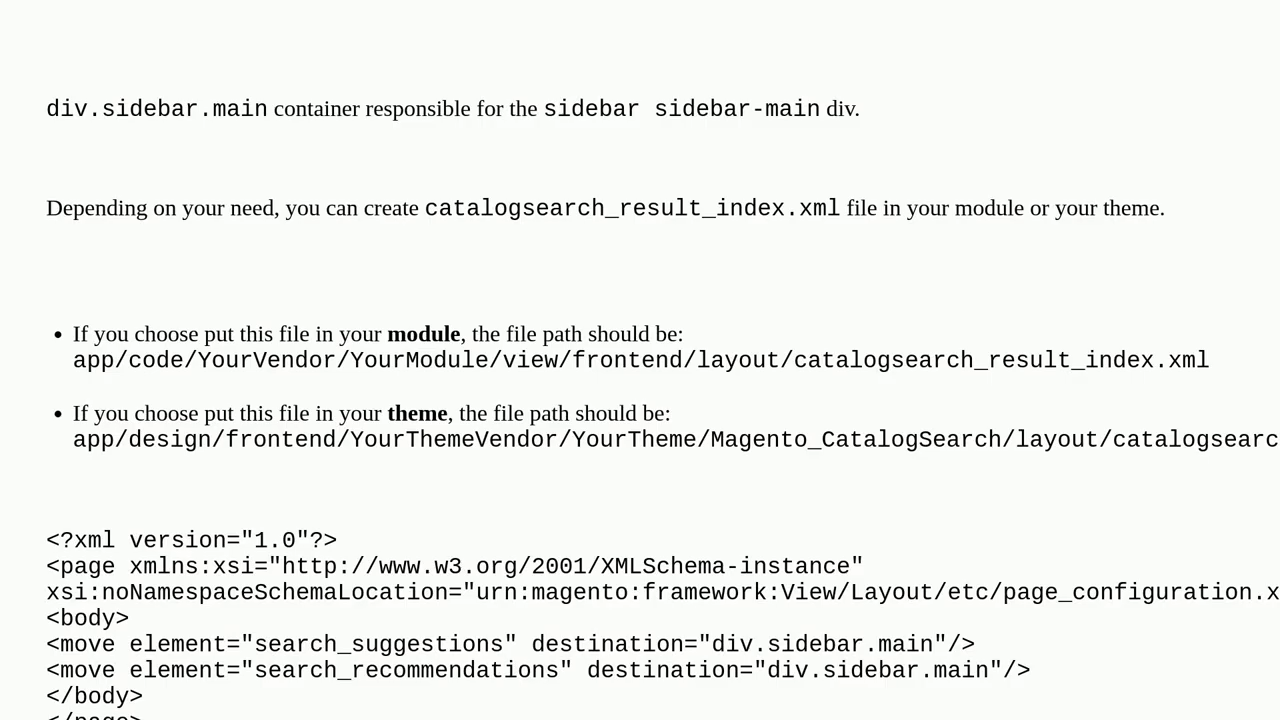 div.sidebar.main container responsible for the sidebar sidebar-main div.
Depending on your need, you can create catalogsearch_result_index.xml file in your module or your theme.
• If you choose put this file in your module, the file path should be:
app/code/YourVendor/YourModule/view/frontend/layout/catalogsearch_result_index.xml
• If you choose put this file in your theme, the file path should be:
app/design/frontend/YourThemeVendor/YourTheme/Magento_CatalogSearch/layout/catalogsearc
<?xml version="1.0"?>
<page xmlns:xsi="http://www.w3.org/2001/XMLSchema-instance"
xsi:noNamespaceSchemaLocation="urn:magento:framework:View/Layout/etc/page_configuration.x
<body>
<move element="search_suggestions" destination="div.sidebar.main"/>
<move element="search_recommendations" destination="div.sidebar.main"/>
</body>
</page>